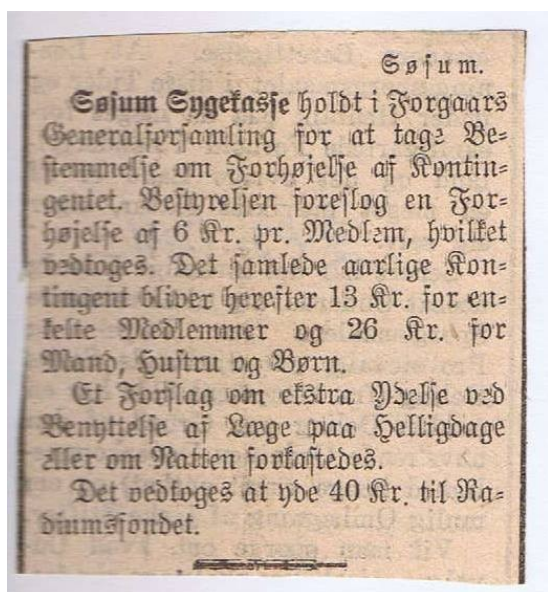 Søsum.
Søsum Sygekasse holdt i Forgaars
Generalforsamling for at tage Be-
stemmelse om Forhøjelse af Kontin-
gentet. Bestyrelsen foreslog en For-
højelse af 6 Kr. pr. Medlem, hvilket
vedtoges. Det samlede aarlige Kon-
tingent bliver herefter 13 Kr. for en-
kelte Medlemmer og 26 Kr. for
Mand, Hustru og Børn.
Et Forslag om ekstra Ydelse ved
Benyttelse af Læge paa Helligdage
eller om Natten forkastedes.
Det vedtoges at yde 40 Kr. til Ra-
diumsfondet.